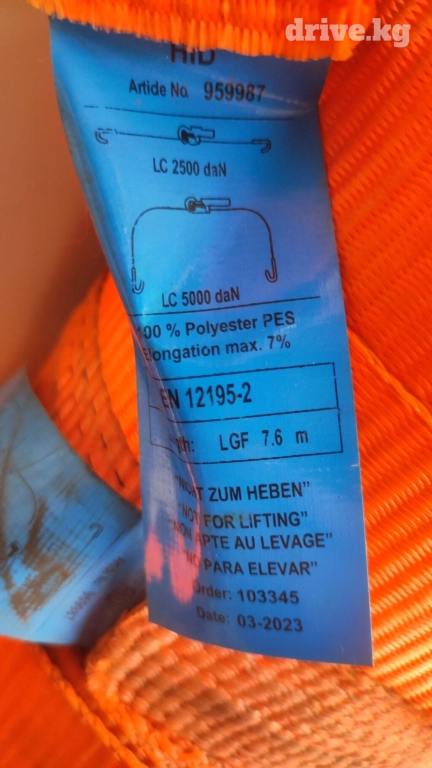 drive.kg
HID
Article No. 959987
LC 2500 daN
LC 5000 daN
100 % Polyester PES
Elongation max. 7%
EN 12195-2
LGF 7.6 m
ZUM HEBEN"
"NOT FOR LIFTING"
"NON APTE AU LEVAGE"
"NO PARA ELEVAR"
Order: 103345
Date: 03-2023